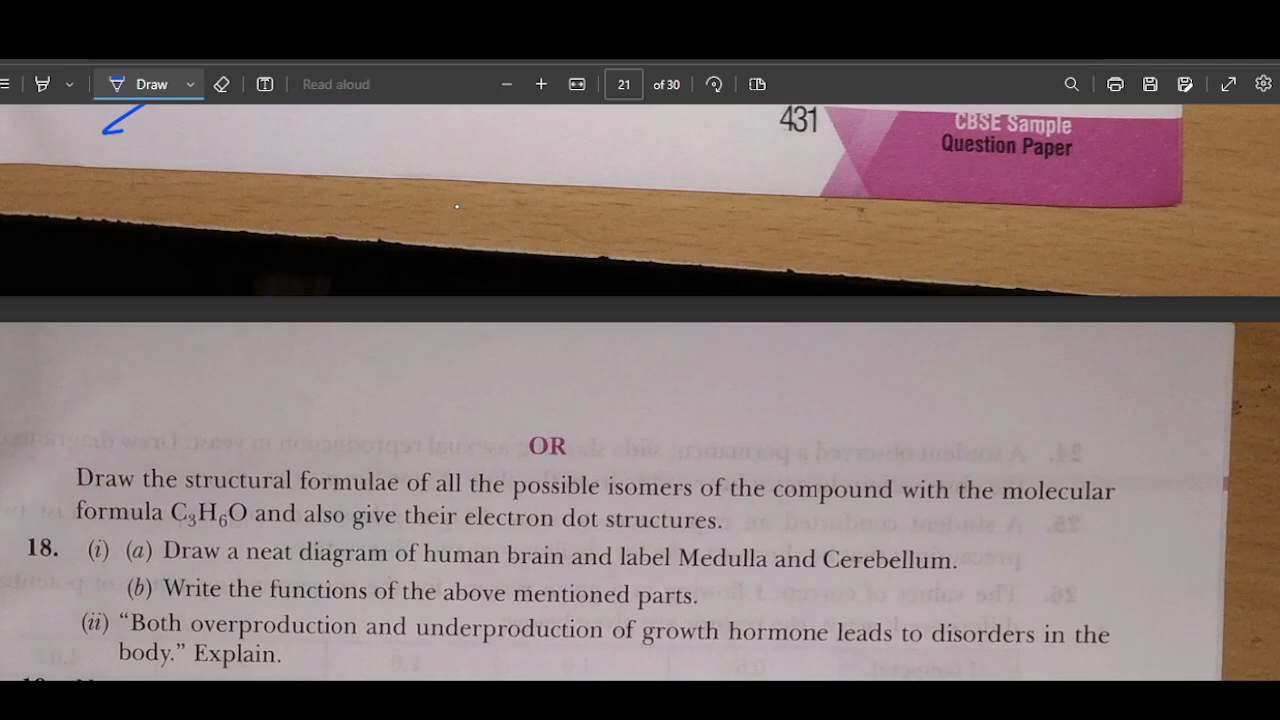 Draw
Read aloud
21
of 30
431
CBSE Sample
Question Paper
OR
Draw the structural formulae of all the possible isomers of the compound with the molecular
formula C₃H₆O and also give their electron dot structures.
18. (i) (a) Draw a neat diagram of human brain and label Medulla and Cerebellum.
(b) Write the functions of the above mentioned parts.
(ii) “Both overproduction and underproduction of growth hormone leads to disorders in the
body.” Explain.